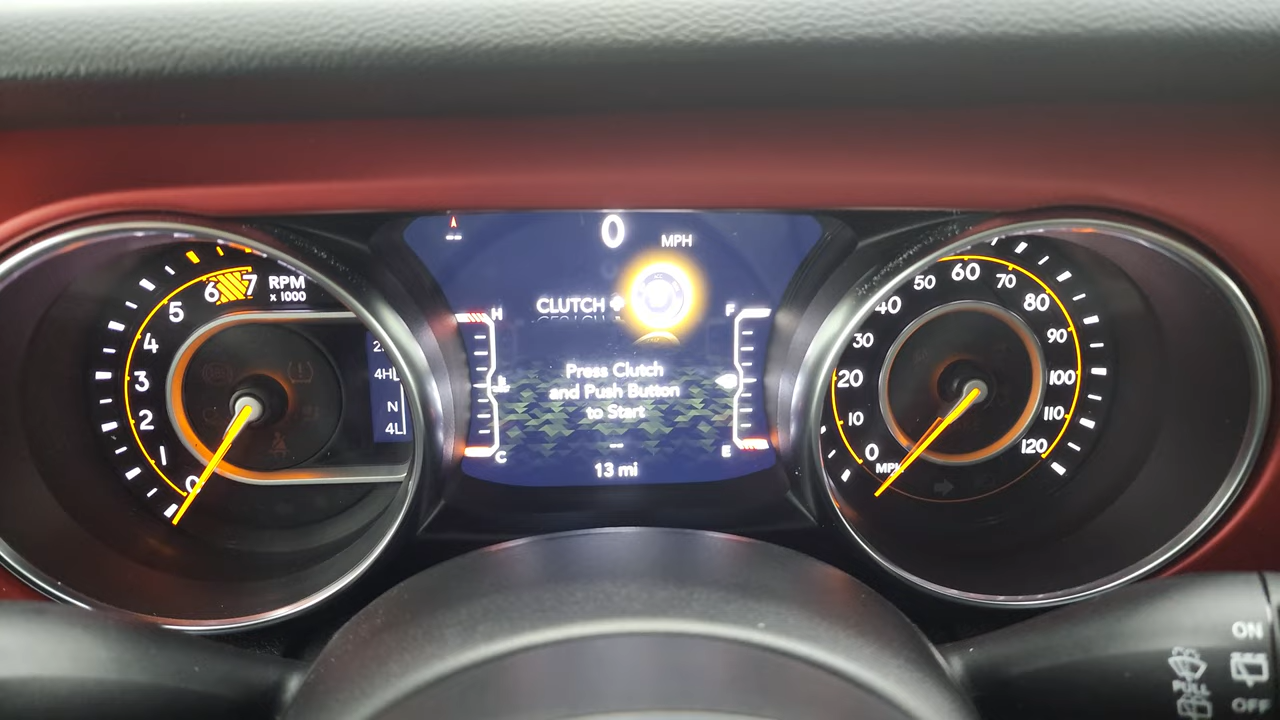 0
MPH
CLUTCH +
H
F
Press Clutch
and Push Button
to Start
C
E
--
13 mi
RPM
x 1000
0
1
2
3
4
5
6
7
4H
N
4L
0
10
20
30
40
50
60
70
80
90
100
110
120
MPH
ON
PULL
OFF